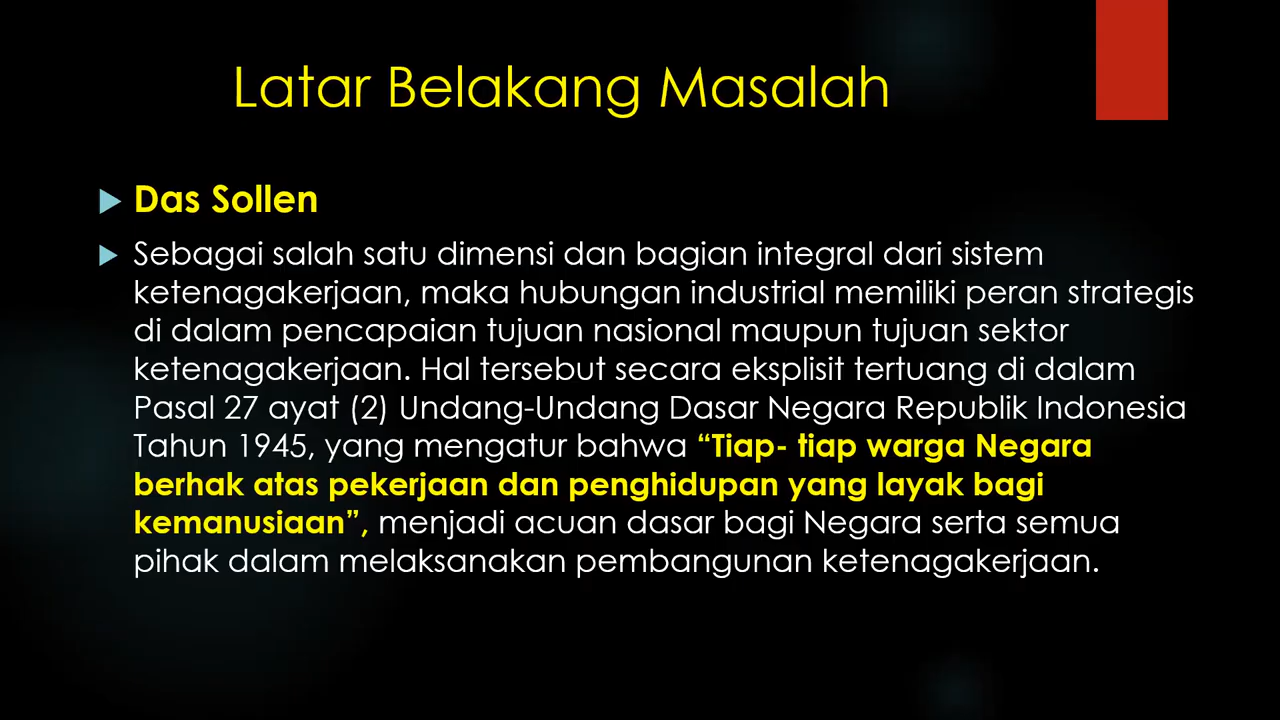 Latar Belakang Masalah
Das Sollen
Sebagai salah satu dimensi dan bagian integral dari sistem
ketenagakerjaan, maka hubungan industrial memiliki peran strategis
di dalam pencapaian tujuan nasional maupun tujuan sektor
ketenagakerjaan. Hal tersebut secara eksplisit tertuang di dalam
Pasal 27 ayat (2) Undang-Undang Dasar Negara Republik Indonesia
Tahun 1945, yang mengatur bahwa “Tiap- tiap warga Negara
berhak atas pekerjaan dan penghidupan yang layak bagi
kemanusiaan”, menjadi acuan dasar bagi Negara serta semua
pihak dalam melaksanakan pembangunan ketenagakerjaan.